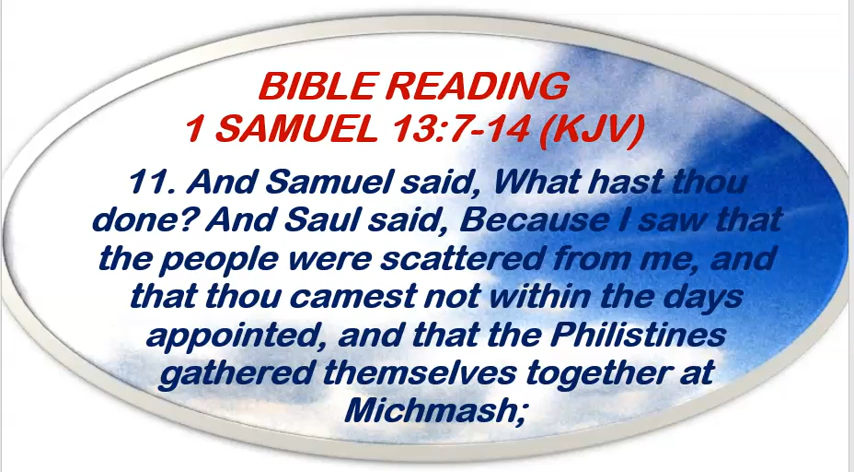 BIBLE READING
1 SAMUEL 13:7-14 (KJV)
11. And Samuel said, What hast thou
done? And Saul said, Because I saw that
the people were scattered from me, and
that thou camest not within the days
appointed, and that the Philistines
gathered themselves together at
Michmash;